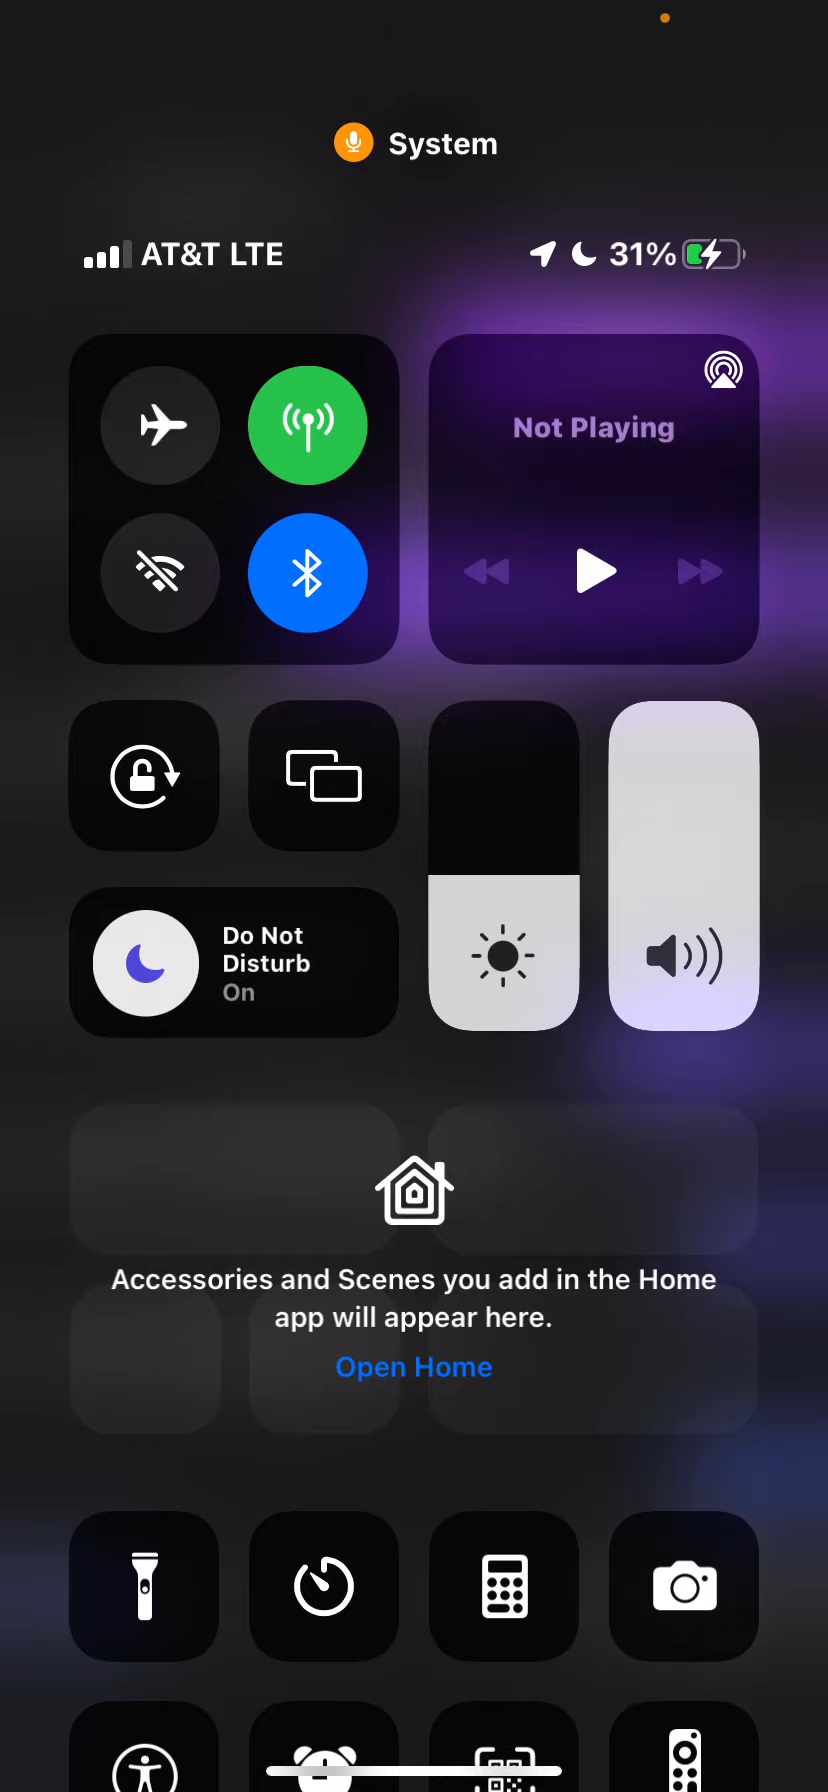 System
AT&T LTE
31%
Not Playing
Do Not
Disturb
On
Accessories and Scenes you add in the Home
app will appear here.
Open Home